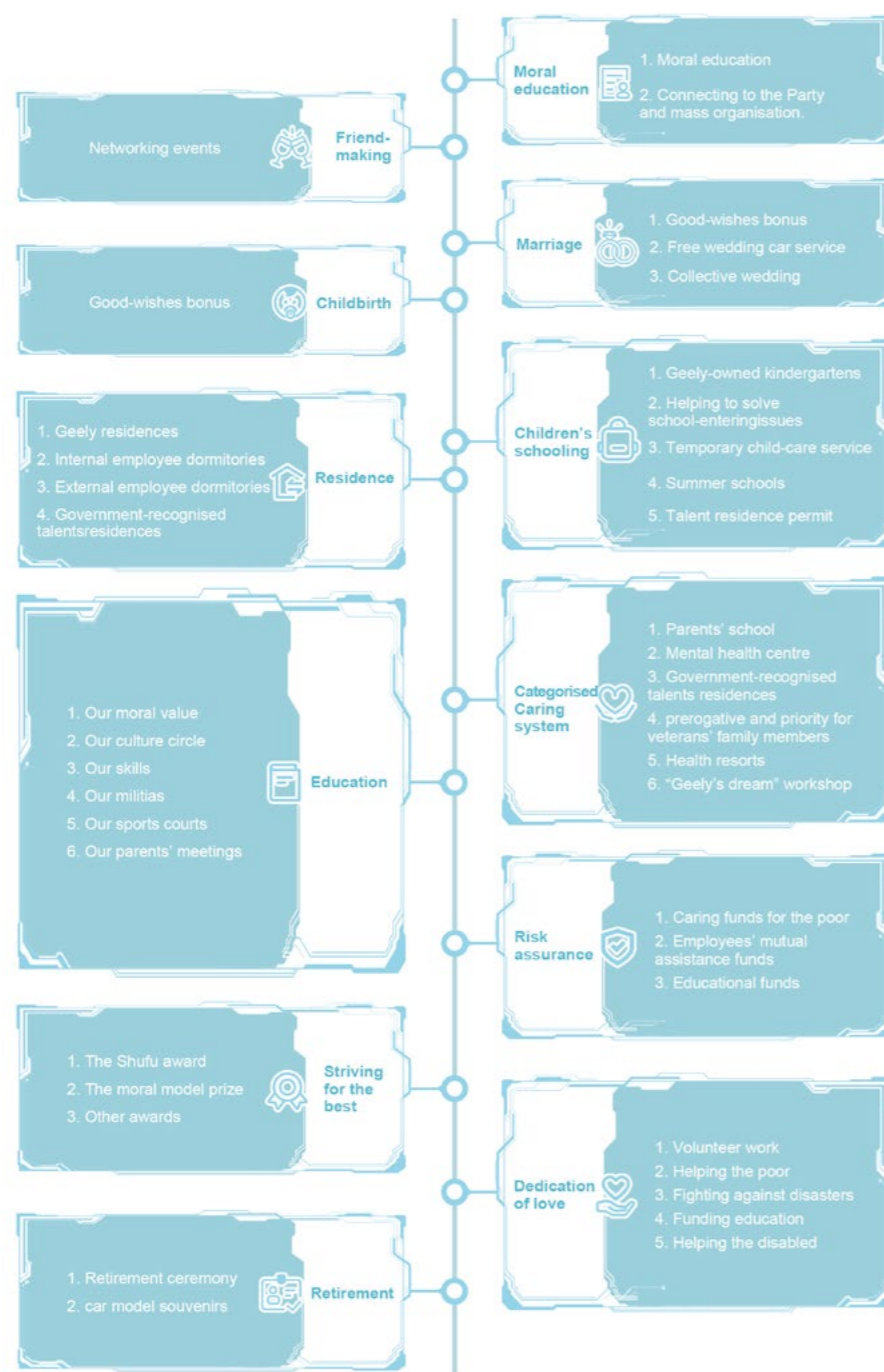 Moral
education
1. Moral education
2. Connecting to the Party
and mass organisation.
Networking events
Friend-
making
Marriage
1. Good-wishes bonus
2. Free wedding car service
3. Collective wedding
Good-wishes bonus
Childbirth
Children's
schooling
1. Geely-owned kindergartens
2. Helping to solve
school-enteringissues
3. Temporary child-care service
4. Summer schools
5. Talent residence permit
1. Geely residences
2. Internal employee dormitories
3. External employee dormitories
4. Government-recognised
talentsresidences
Residence
Categorised
Caring
system
1. Parents' school
2. Mental health centre
3. Government-recognised
talents residences
4. prerogative and priority for
veterans' family members
5. Health resorts
6. "Geely's dream" workshop
1. Our moral value
2. Our culture circle
3. Our skills
4. Our militias
5. Our sports courts
6. Our parents' meetings
Education
Risk
assurance
1. Caring funds for the poor
2. Employees' mutual
assistance funds
3. Educational funds
1. The Shufu award
2. The moral model prize
3. Other awards
Striving
for the
best
Dedication
of love
1. Volunteer work
2. Helping the poor
3. Fighting against disasters
4. Funding education
5. Helping the disabled
1. Retirement ceremony
2. car model souvenirs
Retirement